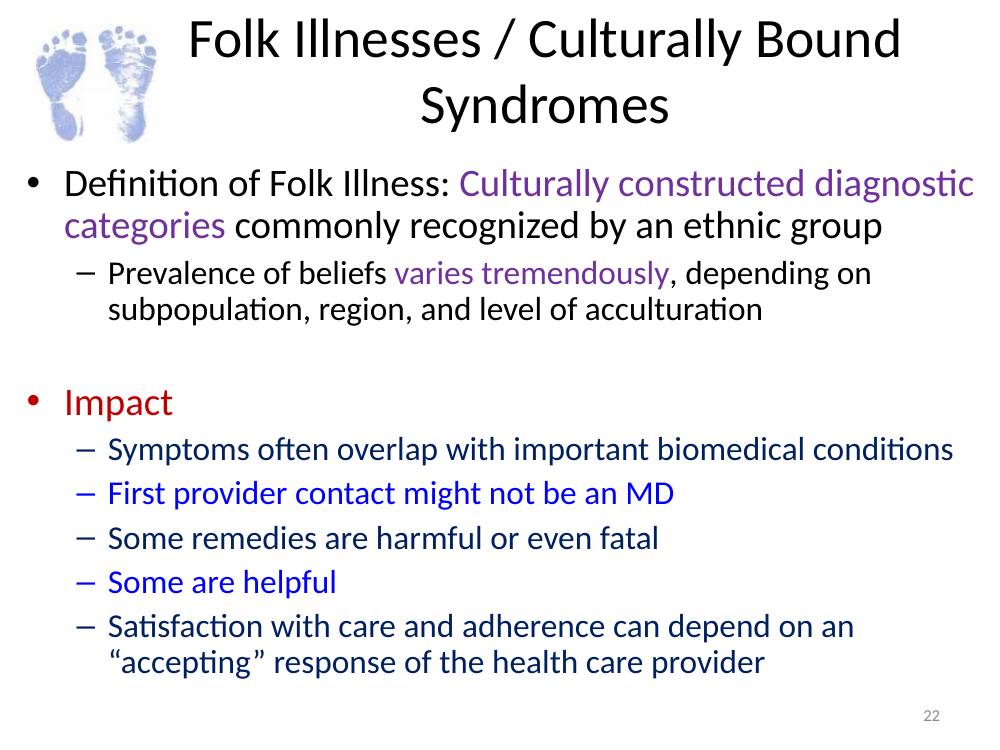 Folk Illnesses / Culturally Bound
Syndromes
• Definition of Folk Illness: Culturally constructed diagnostic
categories commonly recognized by an ethnic group
– Prevalence of beliefs varies tremendously, depending on
subpopulation, region, and level of acculturation
• Impact
– Symptoms often overlap with important biomedical conditions
– First provider contact might not be an MD
– Some remedies are harmful or even fatal
– Some are helpful
– Satisfaction with care and adherence can depend on an
“accepting” response of the health care provider
22